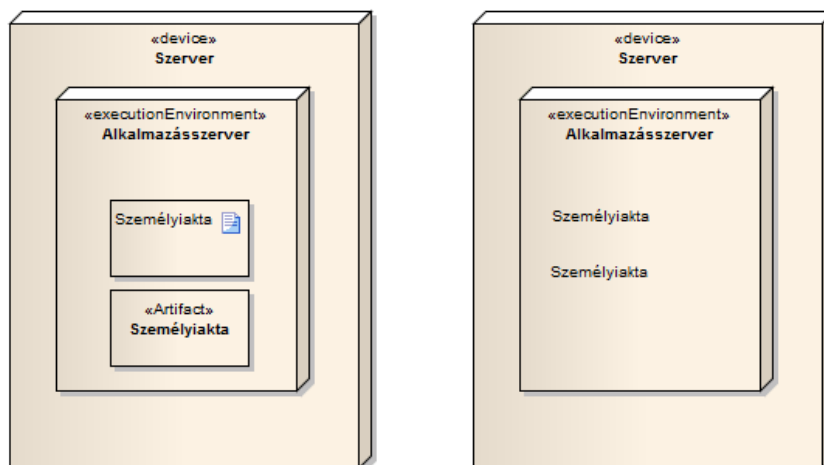 «device»
Szerver
«executionEnvironment»
Alkalmazásszerver
Személyiakta
«Artifact»
Személyiakta
«device»
Szerver
«executionEnvironment»
Alkalmazásszerver
Személyiakta
Személyiakta